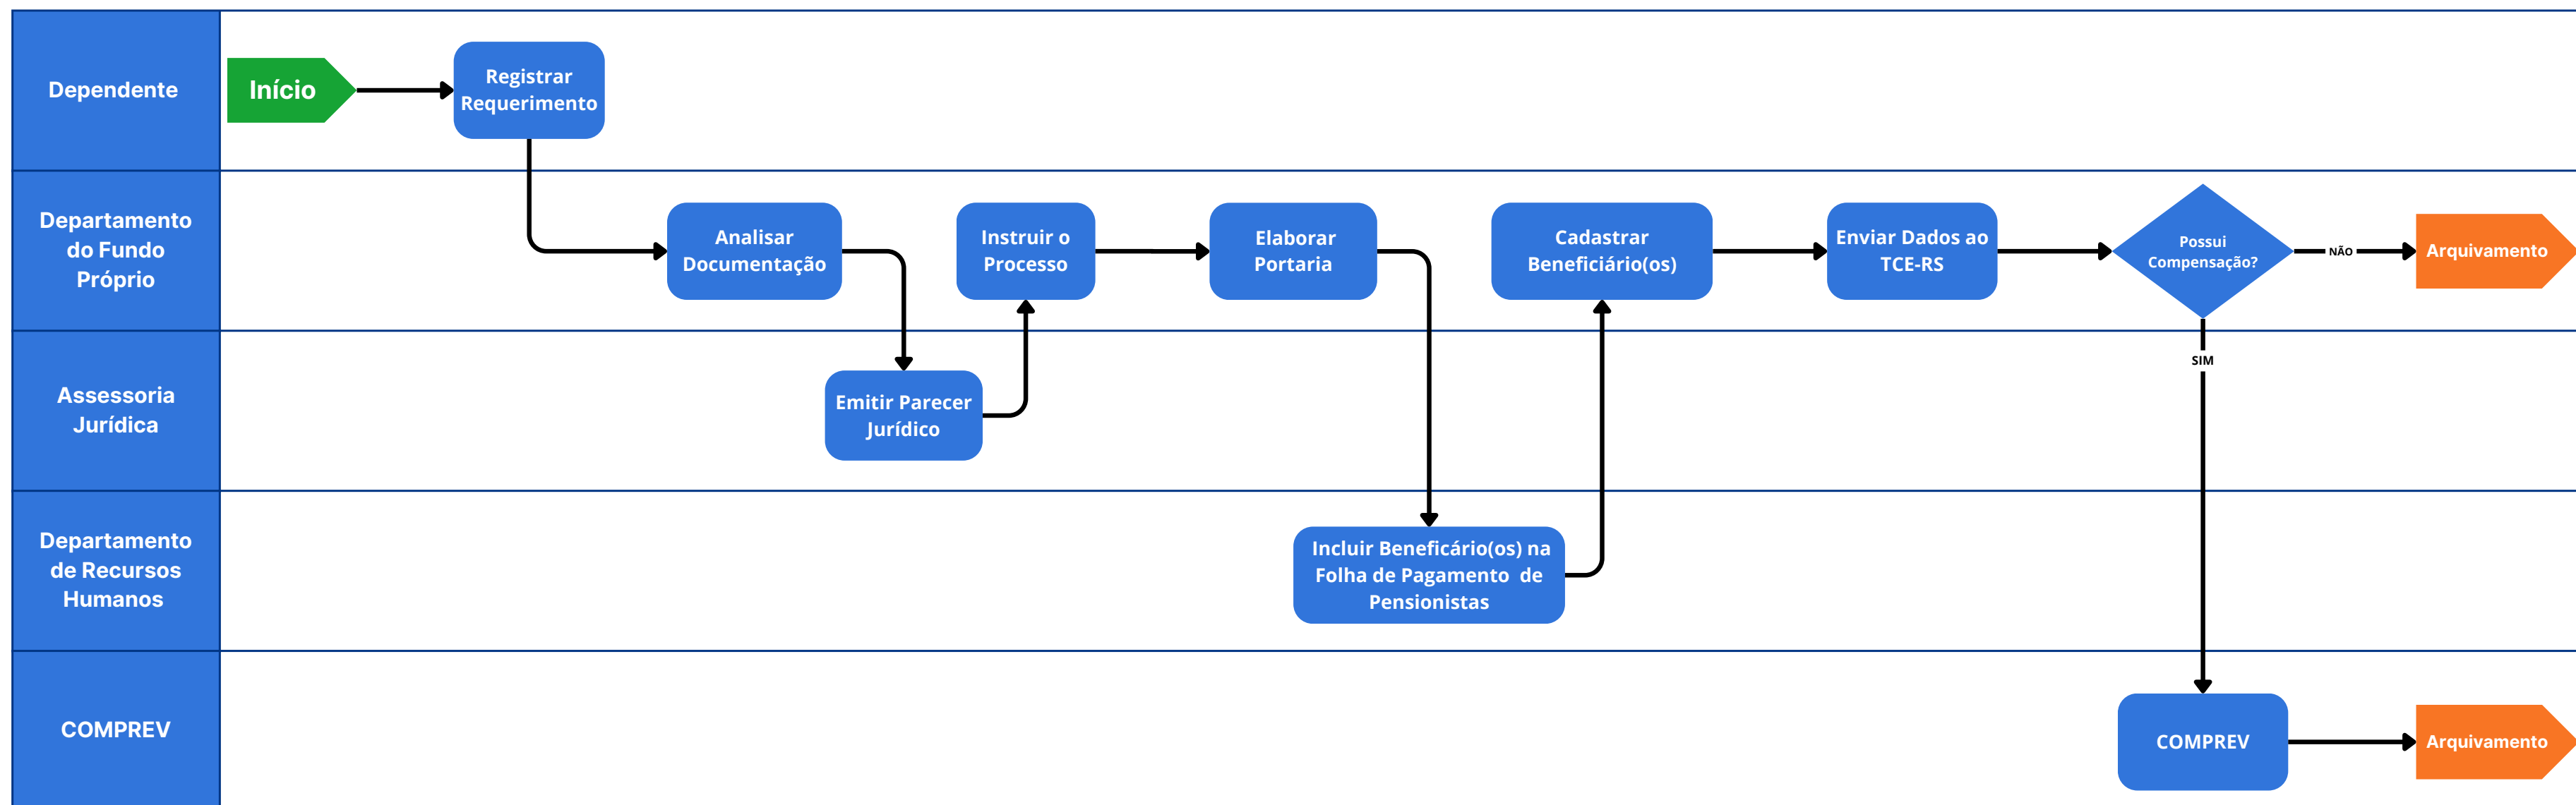 Dependente
Início
Registrar
Requerimento
Departamento
do Fundo
Próprio
Analisar
Documentação
Instruir o
Processo
Elaborar
Portaria
Cadastrar
Beneficiário(os)
Enviar Dados ao
TCE-RS
Possui
Compensação?
NÃO
Arquivamento
SIM
Assessoria
Jurídica
Emitir Parecer
Jurídico
Departamento
de Recursos
Humanos
Incluir Beneficário(os) na
Folha de Pagamento de
Pensionistas
COMPREV
COMPREV
Arquivamento